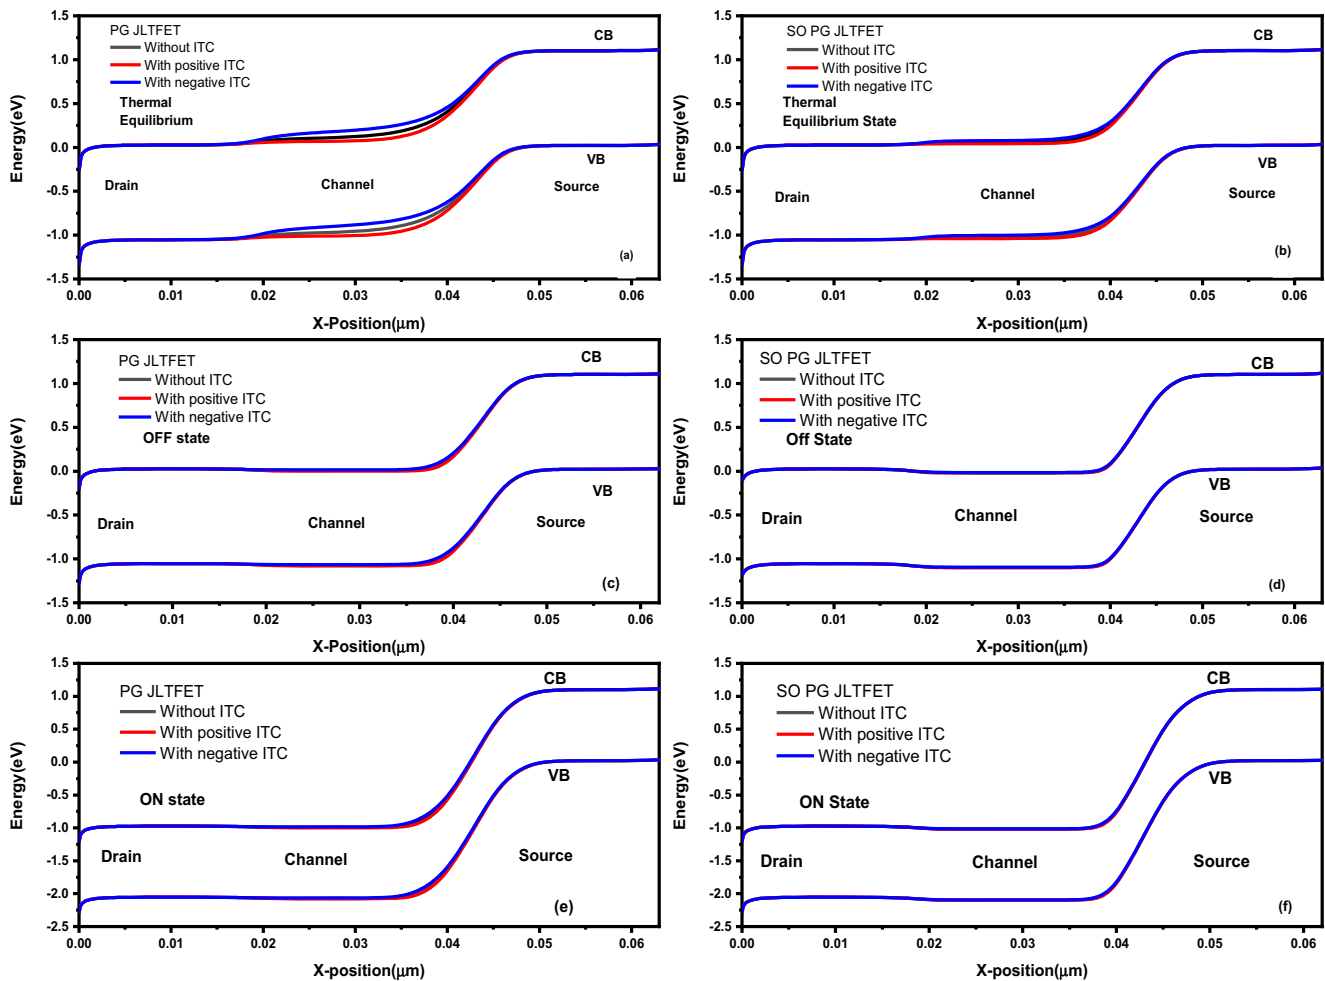 PG JLTFET
Without ITC
With positive ITC
With negative ITC
Thermal
Equilibrium
CB
VB
Drain
Channel
Source
(a)
1.5
1.0
0.5
0.0
-0.5
-1.0
-1.5
0.00 0.01 0.02 0.03 0.04 0.05 0.06
Energy(eV)
X-Position(μm)
SO PG JLTFET
Without ITC
With positive ITC
With negative ITC
Thermal
Equilibrium State
CB
VB
Drain
Channel
Source
(b)
1.5
1.0
0.5
0.0
-0.5
-1.0
-1.5
0.00 0.01 0.02 0.03 0.04 0.05 0.06
Energy(eV)
X-position(μm)
PG JLTFET
Without ITC
With positive ITC
With negative ITC
OFF state
CB
VB
Drain
Channel
Source
(c)
1.5
1.0
0.5
0.0
-0.5
-1.0
-1.5
0.00 0.01 0.02 0.03 0.04 0.05 0.06
Energy(eV)
X-Position(μm)
SO PG JLTFET
Without ITC
With positive ITC
With negative ITC
Off State
CB
VB
Drain
Channel
Source
(d)
1.5
1.0
0.5
0.0
-0.5
-1.0
-1.5
0.00 0.01 0.02 0.03 0.04 0.05 0.06
Energy(eV)
X-position(μm)
PG JLTFET
Without ITC
With positive ITC
With negative ITC
ON state
CB
VB
Drain
Channel
Source
(e)
1.5
1.0
0.5
0.0
-0.5
-1.0
-1.5
-2.0
-2.5
0.00 0.01 0.02 0.03 0.04 0.05 0.06
Energy(eV)
X-position(μm)
SO PG JLTFET
Without ITC
With positive ITC
With negative ITC
ON State
CB
VB
Drain
Channel
Source
(f)
1.5
1.0
0.5
0.0
-0.5
-1.0
-1.5
-2.0
-2.5
0.00 0.01 0.02 0.03 0.04 0.05 0.06
Energy(eV)
X-position(μm)